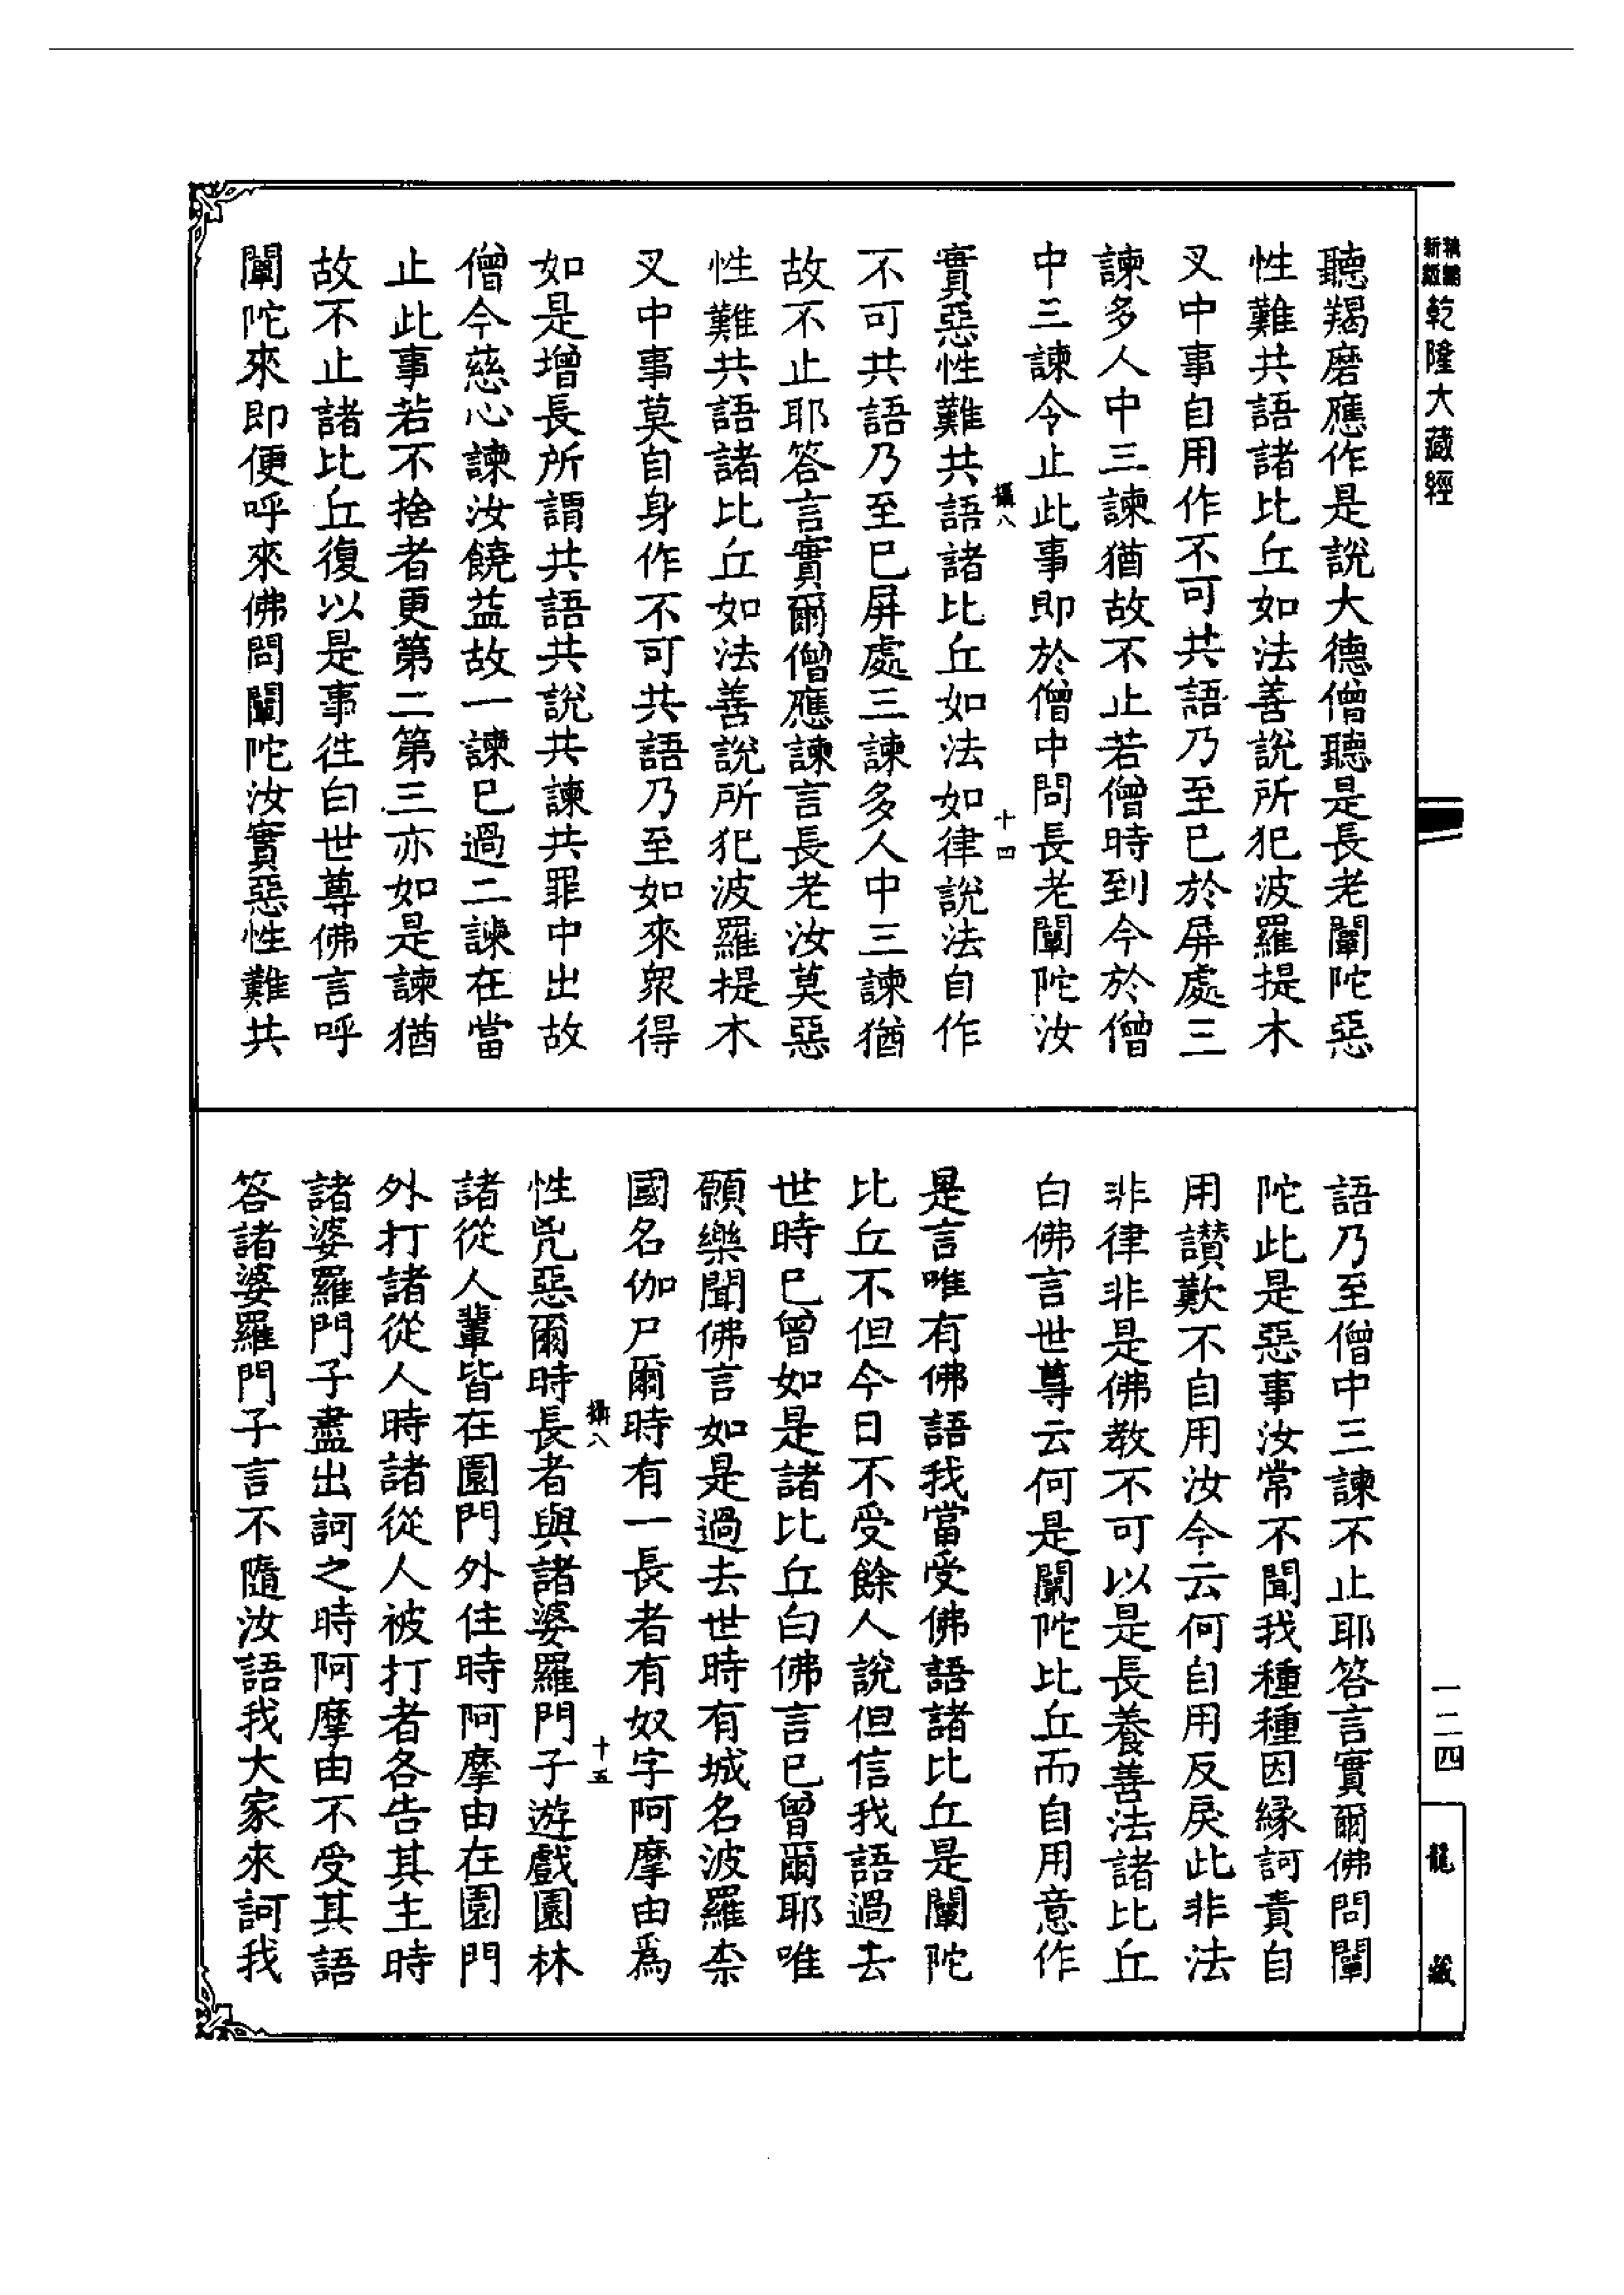 乾隆大藏經
聽羯磨應作是說大德僧聽是長老闡陀惡
性難共語諸比丘如法善說所犯波羅提木
叉中事自用作不可共語乃至已於屏處三
諫多人中三諫猶故不止若僧時到今於僧
中三諫令止此事即於僧中問長老闡陀汝
攝八 十四
實惡性難共語諸比丘如法如律說法自作
不可共語乃至已屏處三諫多人中三諫猶
故不止耶答言實爾僧應諫言長老汝莫惡
性難共語諸比丘如法善說所犯波羅提木
叉中事莫自身作不可共語乃至如來眾得
如是增長所謂共語共說共諫共罪中出故
僧今慈心諫汝饒益故一諫已過二諫在當
止此事若不捨者更第二第三亦如是諫猶
故不止諸比丘復以是事往白世尊佛言呼
闡陀來即便呼來佛問闡陀汝實惡性難共
語乃至僧中三諫不止耶答言實爾佛問闡
陀此是惡事汝常不聞我種種因緣訶責自
用讚歎不自用汝今云何自用反戾此非法
非律非是佛教不可以是長養善法諸比丘
白佛言世尊云何是闡陀比丘而自用意作
是言唯有佛語我當受佛語諸比丘是闡陀
比丘不但今日不受餘人說但信我語過去
世時已曾如是諸比丘白佛言已曾爾耶唯
願樂聞佛言如是過去世時有城名波羅柰
國名伽尸爾時有一長者有奴字阿摩由為
攝八 十五
性兇惡爾時長者與諸婆羅門子遊戲園林
諸從人輩皆在園門外住時阿摩由在園門
外打諸從人時諸從人被打者各告其主時
諸婆羅門子盡出訶之時阿摩由不受其語
答諸婆羅門子言不隨汝語我大家來訶我
一二四
龍藏